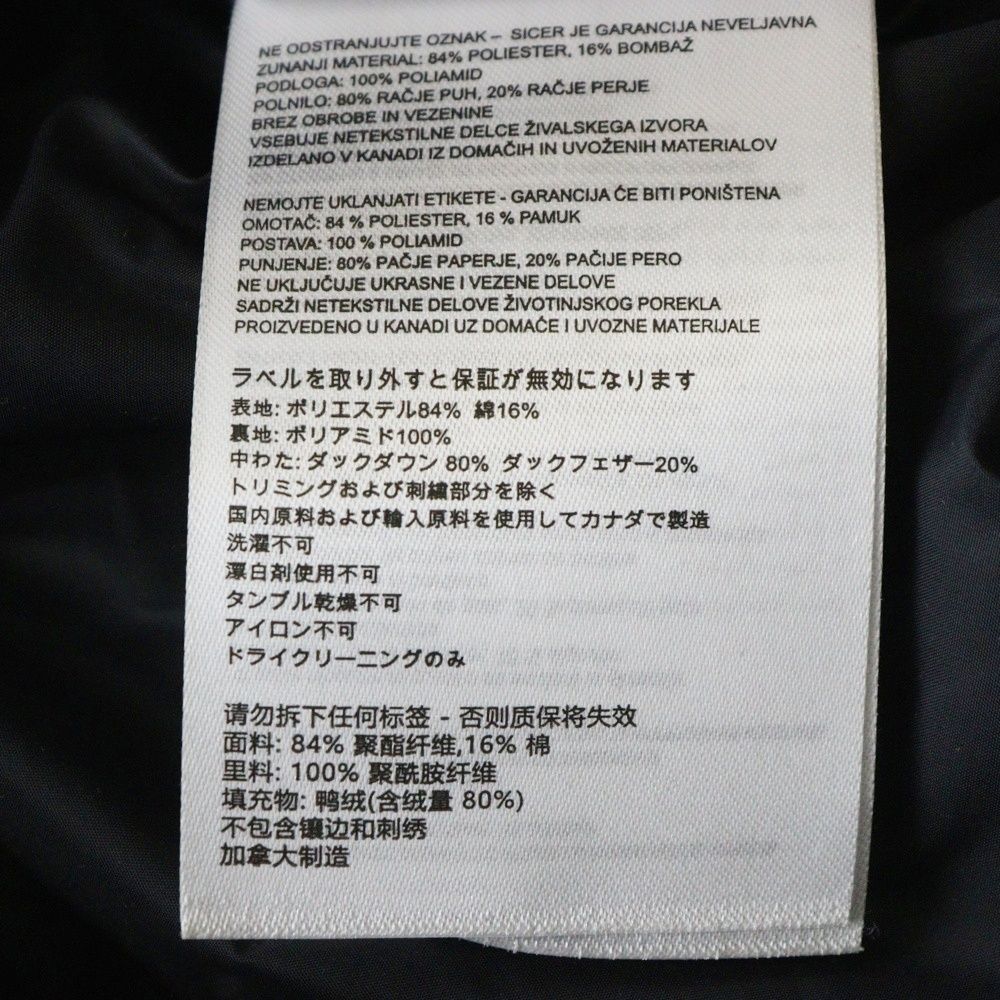 NE ODSTRANJUJTE OZNAK – SICER JE GARANCIJA NEVELJAVNA
ZUNANJI MATERIAL: 84% POLIESTER, 16% BOMBAŽ
PODLOGA: 100% POLIAMID
POLNILO: 80% RAČJE PUH, 20% RAČJE PERJE
BREZ OBROBE IN VEZENINE
VSEBUJE NETEKSTILNE DELCE ŽIVALSKEGA IZVORA
IZDELANO V KANADI IZ DOMAČIH IN UVOŽENIH MATERIALOV
NEMOJTE UKLANJATI ETIKETE - GARANCIJA ĆE BITI PONIŠTENA
OMOTAČ: 84 % POLIESTER, 16 % PAMUK
POSTAVA: 100 % POLIAMID
PUNJENJE: 80% PAČJE PAPERJE, 20% PAČIJE PERO
NE UKLJUČUJE UKRASNE I VEZENE DELOVE
SADRŽI NETEKSTILNE DELOVE ŽIVOTINJSKOG POREKLA
PROIZVEDENO U KANADI UZ DOMAĆE I UVOZNE MATERIJALE
ラベルを取り外すと保証が無効になります
表地: ポリエステル84% 綿16%
裏地: ポリアミド100%
中わた: ダックダウン 80% ダックフェザー20%
トリミングおよび刺繍部分を除く
国内原料および輸入原料を使用してカナダで製造
洗濯不可
漂白剤使用不可
タンブル乾燥不可
アイロン不可
ドライクリーニングのみ
请勿拆下任何标签 - 否则质保将失效
面料: 84% 聚酯纤维,16% 棉
里料: 100% 聚酰胺纤维
填充物: 鸭绒(含绒量 80%)
不包含镶边和刺绣
加拿大制造